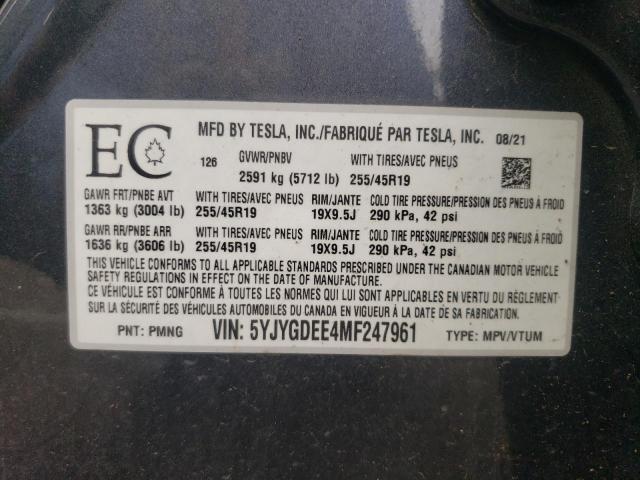 EC
MFD BY TESLA, INC./FABRIQUÉ PAR TESLA, INC. 08/21
126 GVWR/PNBV WITH TIRES/AVEC PNEUS
2591 kg (5712 lb) 255/45R19
GAWR FRT/PNBE AVT WITH TIRES/AVEC PNEUS RIM/JANTE COLD TIRE PRESSURE/PRESSION DES PNEUS À FROID
1363 kg (3004 lb) 255/45R19 19X9.5J 290 kPa, 42 psi
GAWR RR/PNBE ARR WITH TIRES/AVEC PNEUS RIM/JANTE COLD TIRE PRESSURE/PRESSION DES PNEUS À FROID
1636 kg (3606 lb) 255/45R19 19X9.5J 290 kPa, 42 psi
THIS VEHICLE CONFORMS TO ALL APPLICABLE STANDARDS PRESCRIBED UNDER THE CANADIAN MOTOR VEHICLE
SAFETY REGULATIONS IN EFFECT ON THE DATE OF MANUFACTURE.
CE VÉHICULE EST CONFORME À TOUTES LES NORMES QUI LUI SONT APPLICABLES EN VERTU DU RÈGLEMENT
SUR LA SÉCURITÉ DES VÉHICULES AUTOMOBILES DU CANADA EN VIGUEUR À LA DATE DE SA FABRICATION.
PNT: PMNG VIN: 5YJYGDEE4MF247961 TYPE: MPV/VTUM